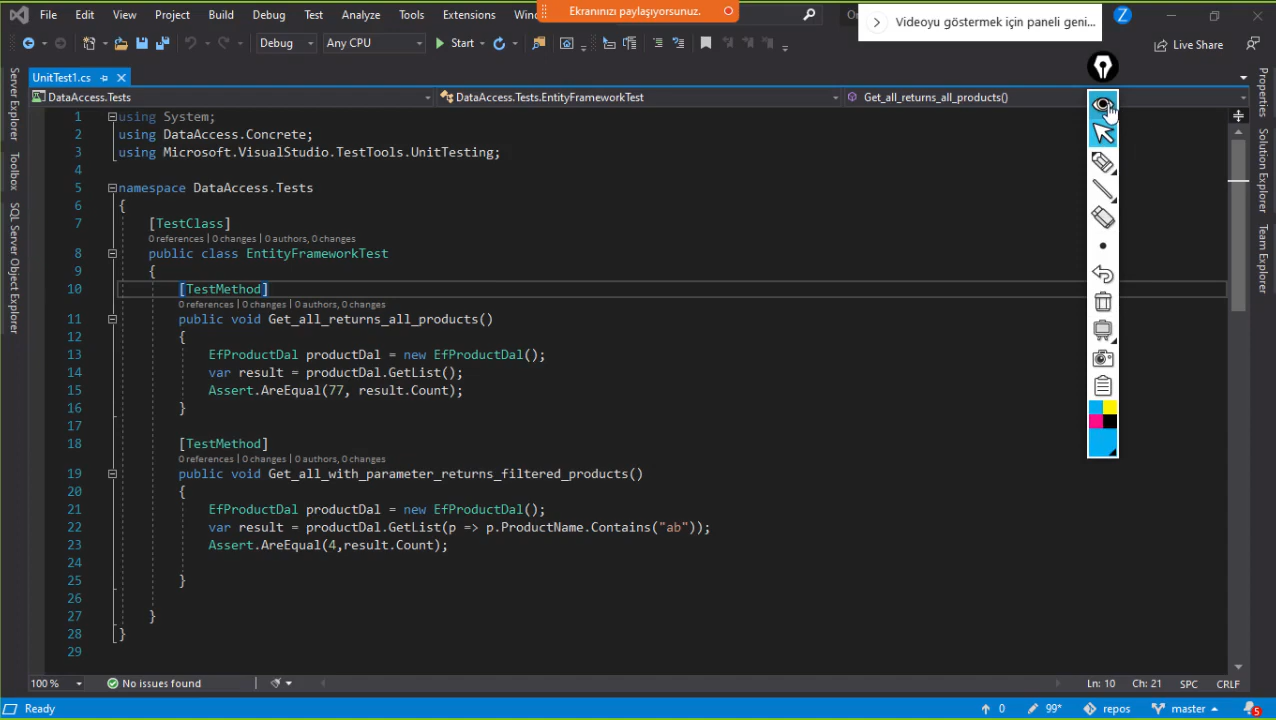 File Edit View Project Build Debug Test Analyze Tools Extensions Ekranınızı paylaşıyorsunuz. Videoyu göstermek için paneli geni...
Debug Any CPU Start Live Share
UnitTest1.cs
DataAccess.Tests DataAccess.Tests.EntityFrameworkTest Get_all_returns_all_products()
Server Explorer
Toolbox
SQL Server Object Explorer
1 using System;
2 using DataAccess.Concrete;
3 using Microsoft.VisualStudio.TestTools.UnitTesting;
4
5 namespace DataAccess.Tests
6 {
7 [TestClass]
0 references | 0 changes | 0 authors, 0 changes
8 public class EntityFrameworkTest
9 {
10 [TestMethod]
0 references | 0 changes | 0 authors, 0 changes
11 public void Get_all_returns_all_products()
12 {
13 EfProductDal productDal = new EfProductDal();
14 var result = productDal.GetList();
15 Assert.AreEqual(77, result.Count);
16 }
17
18 [TestMethod]
0 references | 0 changes | 0 authors, 0 changes
19 public void Get_all_with_parameter_returns_filtered_products()
20 {
21 EfProductDal productDal = new EfProductDal();
22 var result = productDal.GetList(p => p.ProductName.Contains("ab"));
23 Assert.AreEqual(4,result.Count);
24
25 }
26
27 }
28 }
29
Properties
Solution Explorer
Team Explorer
100 % No issues found Ln: 10 Ch: 21 SPC CRLF
Ready 0 99* repos master 5